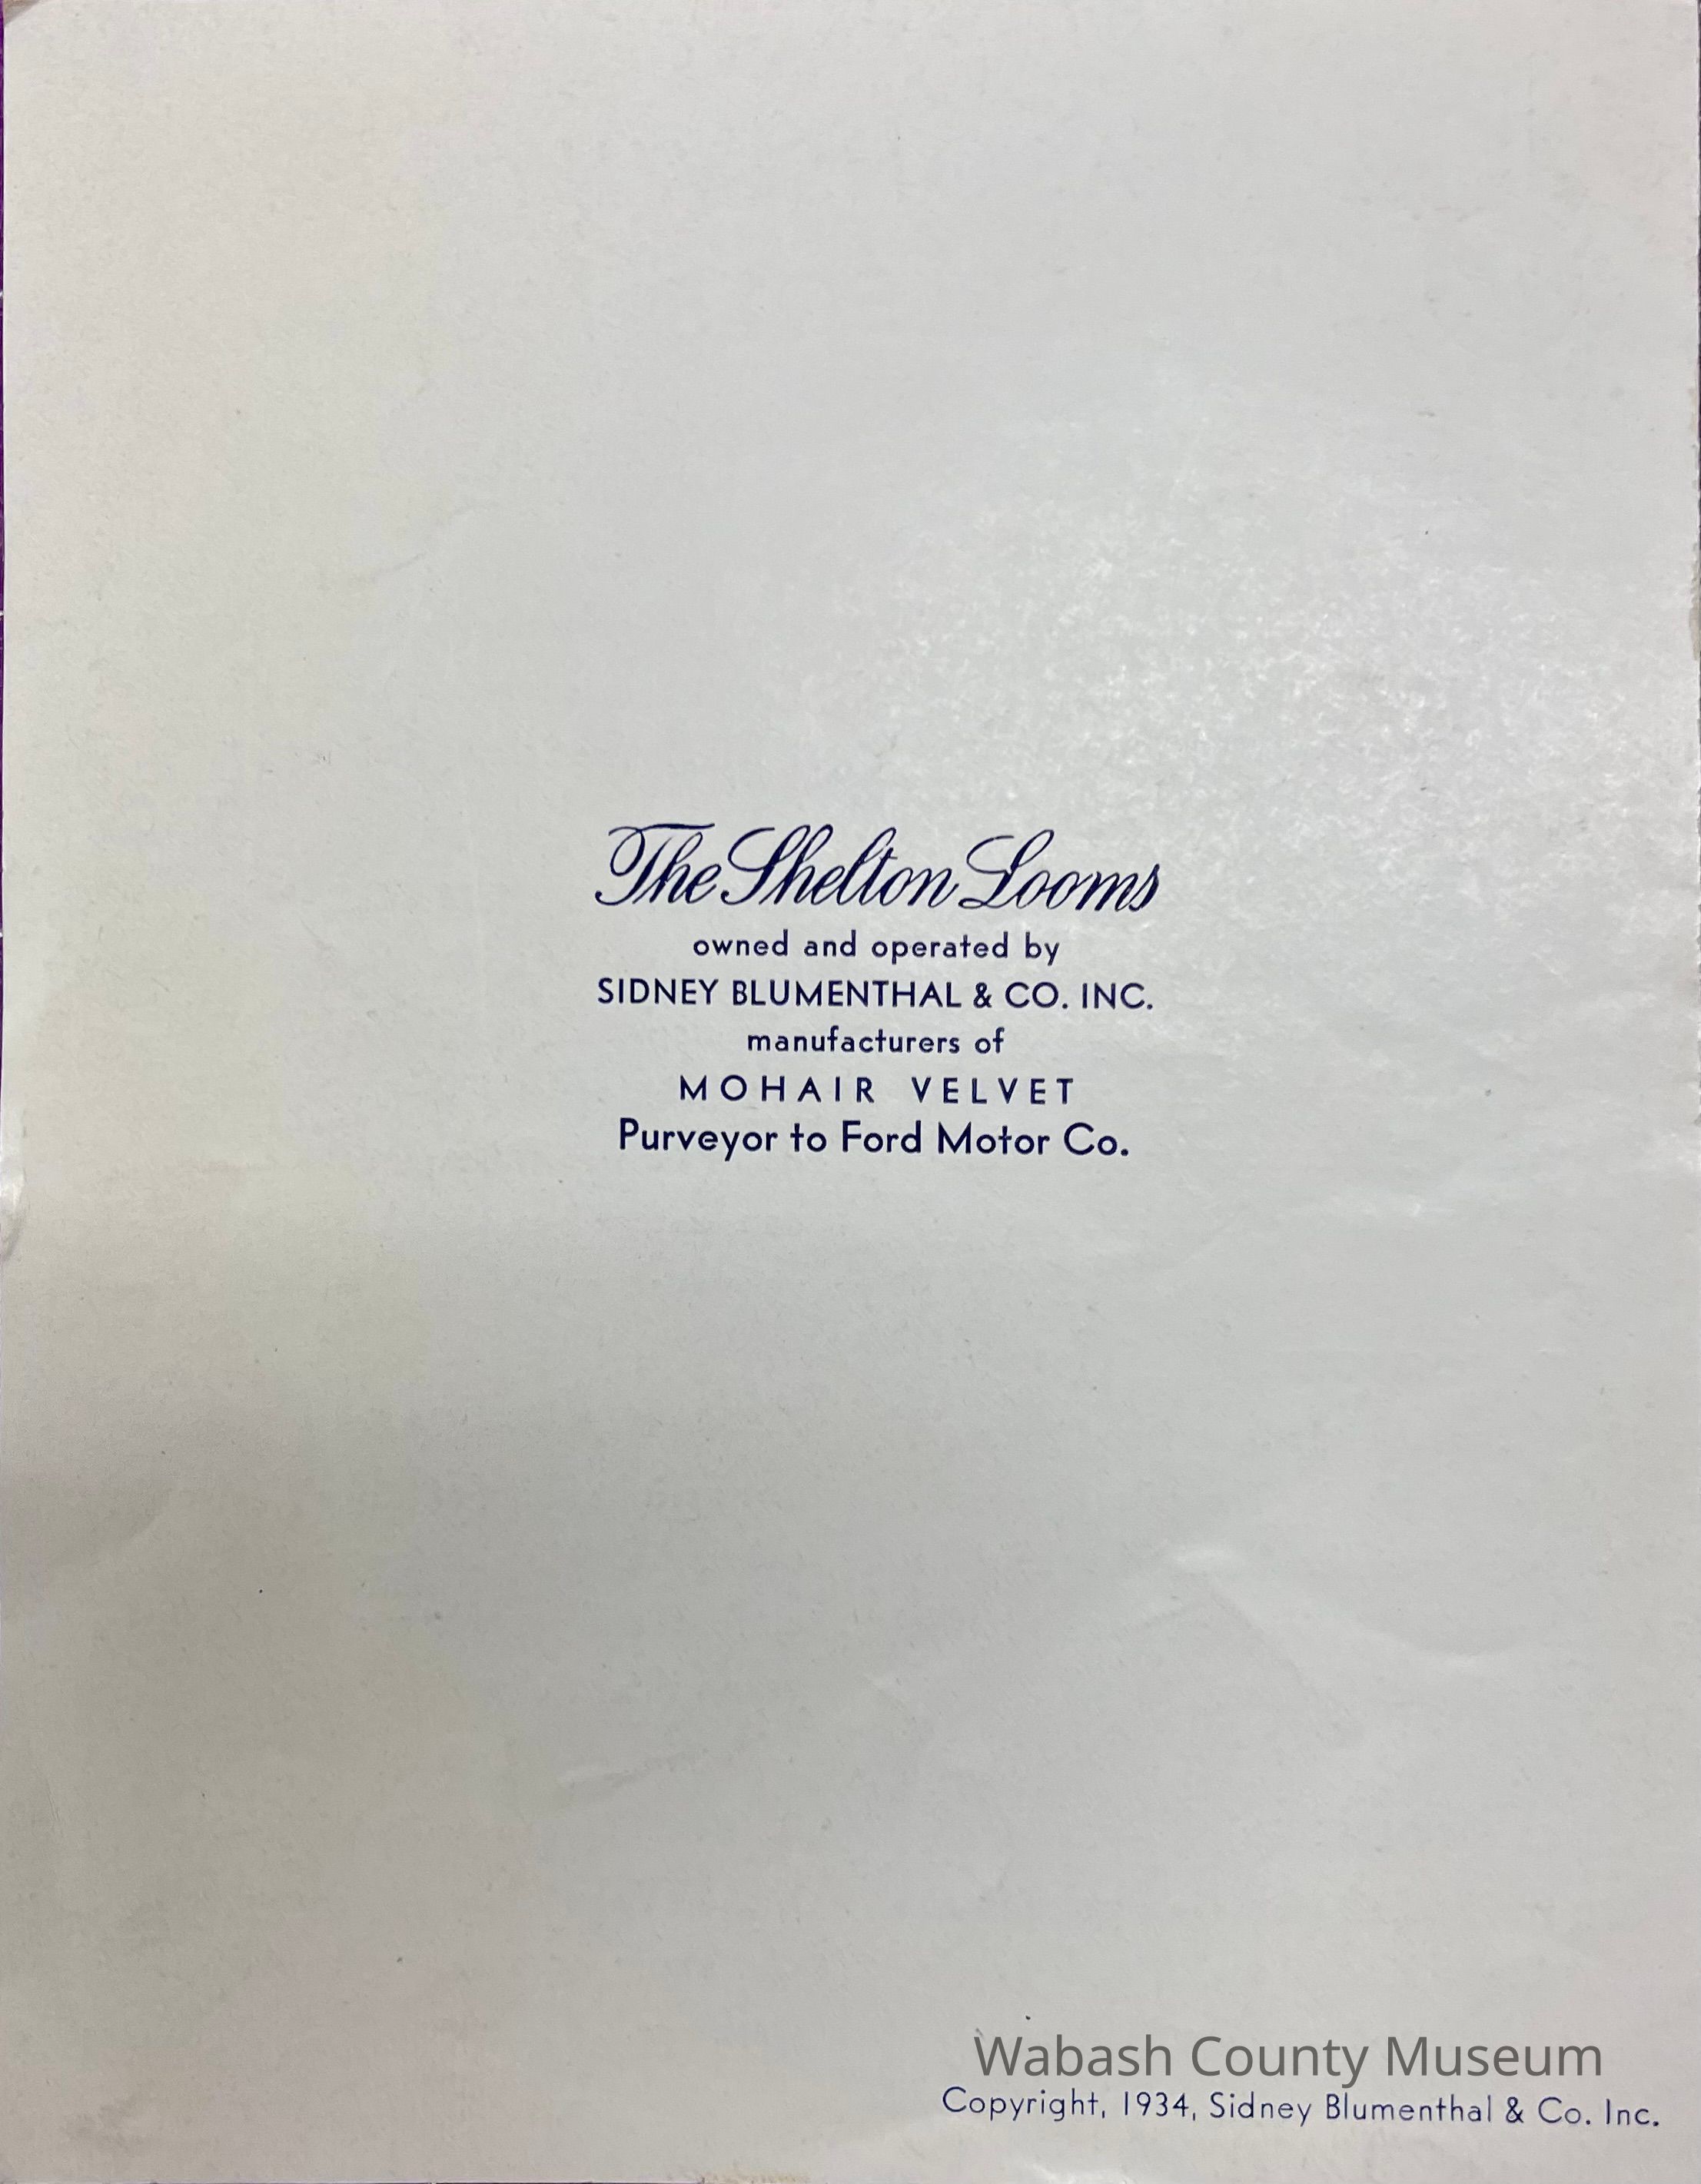 The Shelton Looms
owned and operated by
SIDNEY BLUMENTHAL & CO. INC.
manufacturers of
MOHAIR VELVET
Purveyor to Ford Motor Co.
Wabash County Museum
Copyright, 1934, Sidney Blumenthal & Co. Inc.